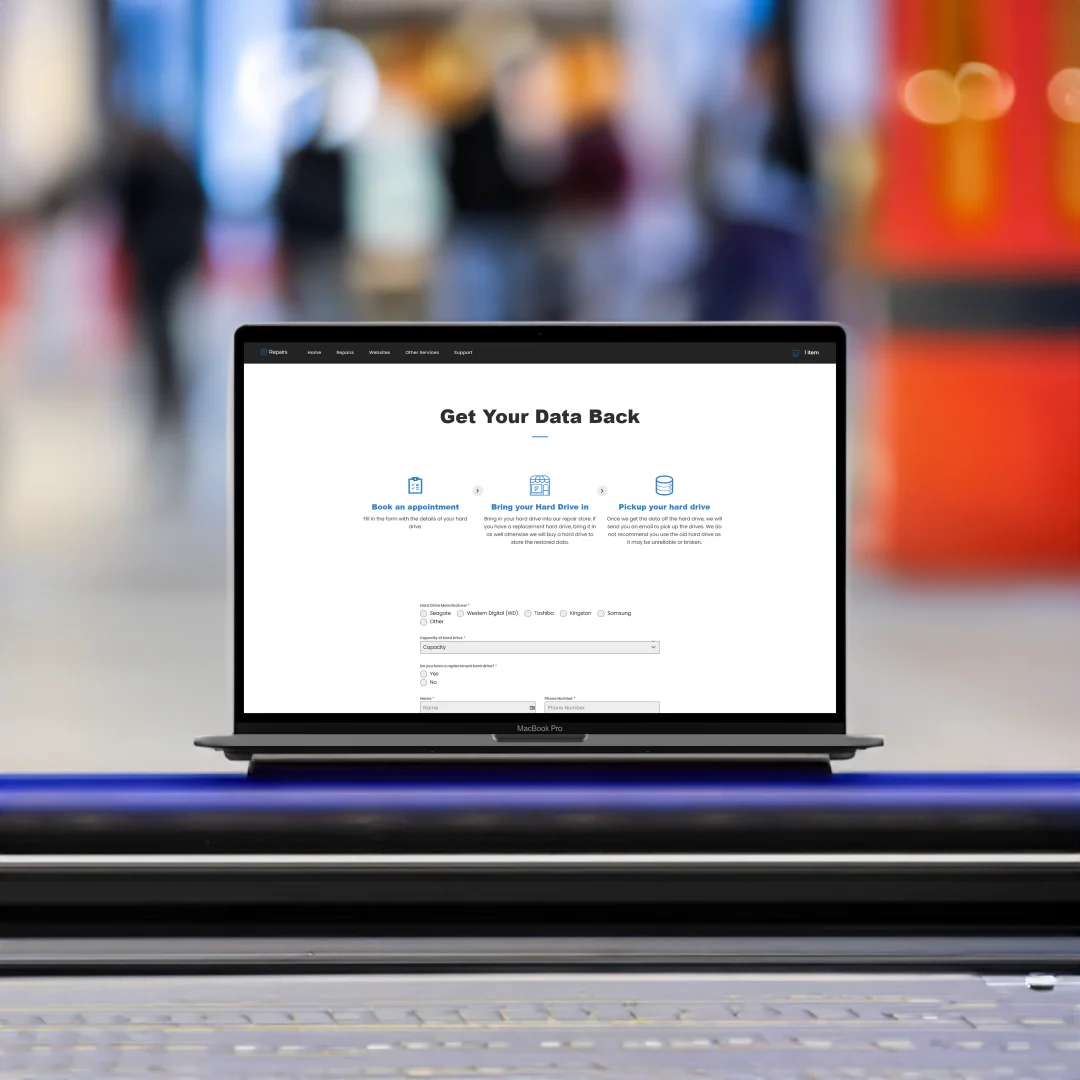 Repairs Home Repairs Websites Other Services Support 1 item
Get Your Data Back
Book an appointment
Fill in the form with the details of your hard
drive.
Bring your Hard Drive in
Bring in your hard drive into our repair store, if
you have a replacement hard drive, bring it in
as well otherwise we will buy a hard drive to
store the restored data.
Pickup your hard drive
Once we get the data off the hard drive, we will
send you an email to pick up the drives. We do
not recommend you use the old hard drive as
it may be unreliable or broken.
Hard Drive Manufacturer *
Seagate Western Digital (WD) Toshiba Kingston Samsung
Other
Capacity of Hard Drive *
Capacity
Do you have a replacement hard drive? *
Yes
No
Name * Phone Number *
Name Phone Number
MacBook Pro